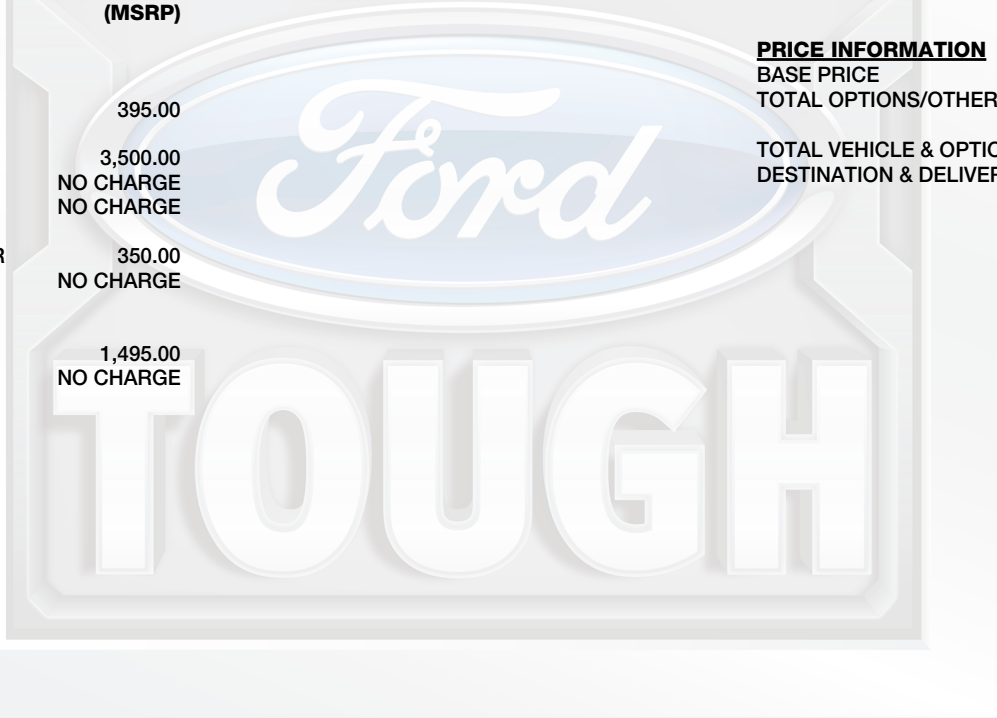 (MSRP)
395.00
3,500.00
NO CHARGE
NO CHARGE
350.00
NO CHARGE
1,495.00
NO CHARGE
PRICE INFORMATION
BASE PRICE
TOTAL OPTIONS/OTHER
TOTAL VEHICLE & OPTIO
DESTINATION & DELIVER
Ford
TOUGH